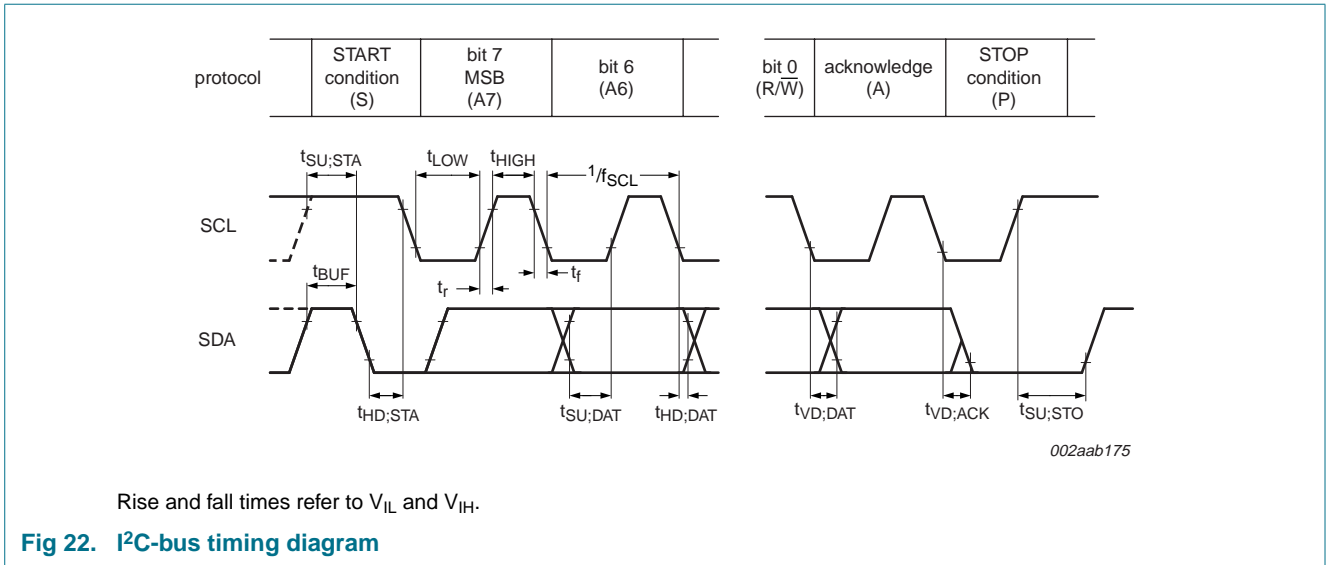 protocol
START
condition
(S)
bit 7
MSB
(A7)
bit 6
(A6)
bit 0
(R/W̅)
acknowledge
(A)
STOP
condition
(P)
tSU;STA
tLOW
tHIGH
1/fSCL
SCL
tBUF
tr
tf
SDA
tHD;STA
tSU;DAT
tHD;DAT
tVD;DAT
tVD;ACK
tSU;STO
002aab175
Rise and fall times refer to VIL and VIH.
Fig 22. I²C-bus timing diagram